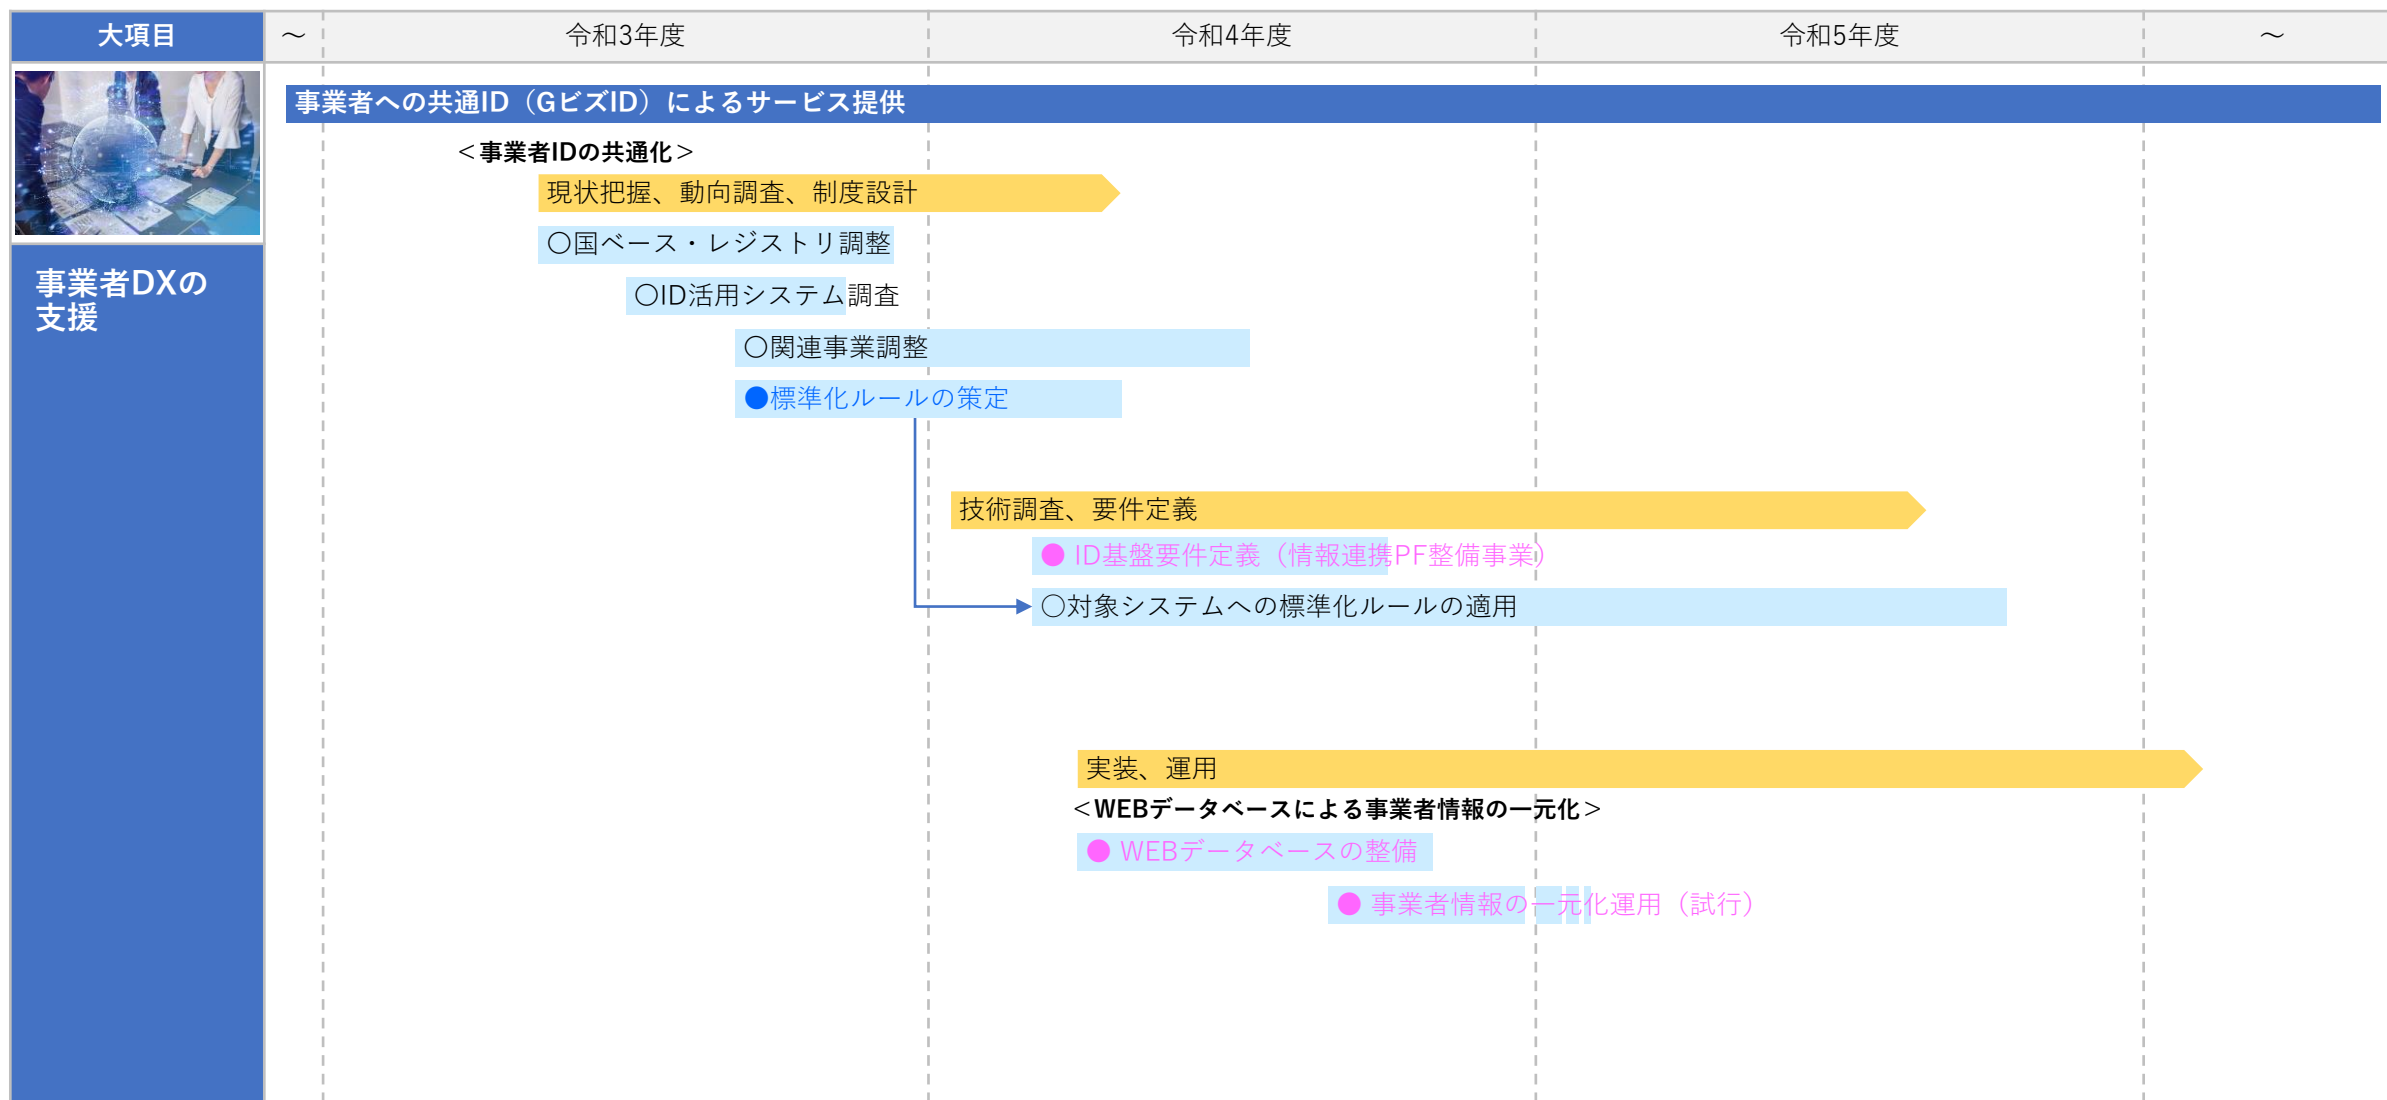 大項目
～
令和3年度
令和4年度
令和5年度
～
事業者DXの
支援
事業者への共通ID（GビズID）によるサービス提供
＜事業者IDの共通化＞
現状把握、動向調査、制度設計
〇国ベース・レジストリ調整
〇ID活用システム調査
〇関連事業調整
●標準化ルールの策定
技術調査、要件定義
● ID基盤要件定義（情報連携PF整備事業）
〇対象システムへの標準化ルールの適用
実装、運用
＜WEBデータベースによる事業者情報の一元化＞
● WEBデータベースの整備
● 事業者情報の一元化運用（試行）